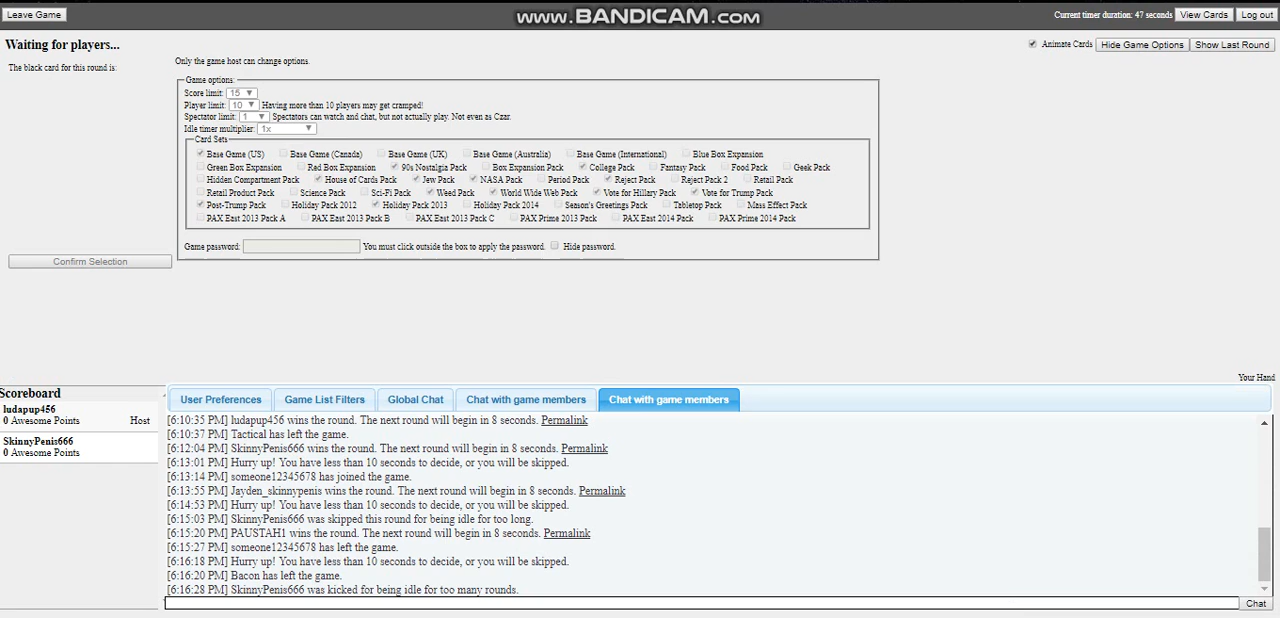 Leave Game
www.BANDICAM.com
Current timer duration: 47 seconds
View Cards
Log out
Waiting for players...
Animate Cards
Hide Game Options
Show Last Round
The black card for this round is:
Only the game host can change options.
Game options:
Score limit: 15
Player limit: 10 Having more than 10 players may get cramped!
Spectator limit: 1 Spectators can watch and chat, but not actually play. Not even as Czar.
Idle timer multiplier: 1x
Card Sets
Base Game (US) Base Game (Canada) Base Game (UK) Base Game (Australia) Base Game (International) Blue Box Expansion
Green Box Expansion Red Box Expansion 90s Nostalgia Pack Box Expansion Pack College Pack Fantasy Pack Food Pack Geek Pack
Hidden Compartment Pack House of Cards Pack Jew Pack NASA Pack Period Pack Reject Pack Reject Pack 2 Retail Pack
Retail Product Pack Science Pack Sci-Fi Pack Weed Pack World Wide Web Pack Vote for Hillary Pack Vote for Trump Pack
Post-Trump Pack Holiday Pack 2012 Holiday Pack 2013 Holiday Pack 2014 Season's Greetings Pack Tabletop Pack Mass Effect Pack
PAX East 2013 Pack A PAX East 2013 Pack B PAX East 2013 Pack C PAX Prime 2013 Pack PAX East 2014 Pack PAX Prime 2014 Pack
Game password: You must click outside the box to apply the password. Hide password.
Confirm Selection
Your Hand
Scoreboard
ludapup456
0 Awesome Points Host
SkinnyPenis666
0 Awesome Points
User Preferences
Game List Filters
Global Chat
Chat with game members
Chat with game members
[6:10:35 PM] ludapup456 wins the round. The next round will begin in 8 seconds. Permalink
[6:10:37 PM] Tactical has left the game.
[6:12:04 PM] SkinnyPenis666 wins the round. The next round will begin in 8 seconds. Permalink
[6:13:01 PM] Hurry up! You have less than 10 seconds to decide, or you will be skipped.
[6:13:14 PM] someone12345678 has joined the game.
[6:13:55 PM] Jayden_skinnypenis wins the round. The next round will begin in 8 seconds. Permalink
[6:14:53 PM] Hurry up! You have less than 10 seconds to decide, or you will be skipped.
[6:15:03 PM] SkinnyPenis666 was skipped this round for being idle for too long.
[6:15:20 PM] PAUSTAH1 wins the round. The next round will begin in 8 seconds. Permalink
[6:15:27 PM] someone12345678 has left the game.
[6:16:18 PM] Hurry up! You have less than 10 seconds to decide, or you will be skipped.
[6:16:20 PM] Bacon has left the game.
[6:16:28 PM] SkinnyPenis666 was kicked for being idle for too many rounds.
Chat